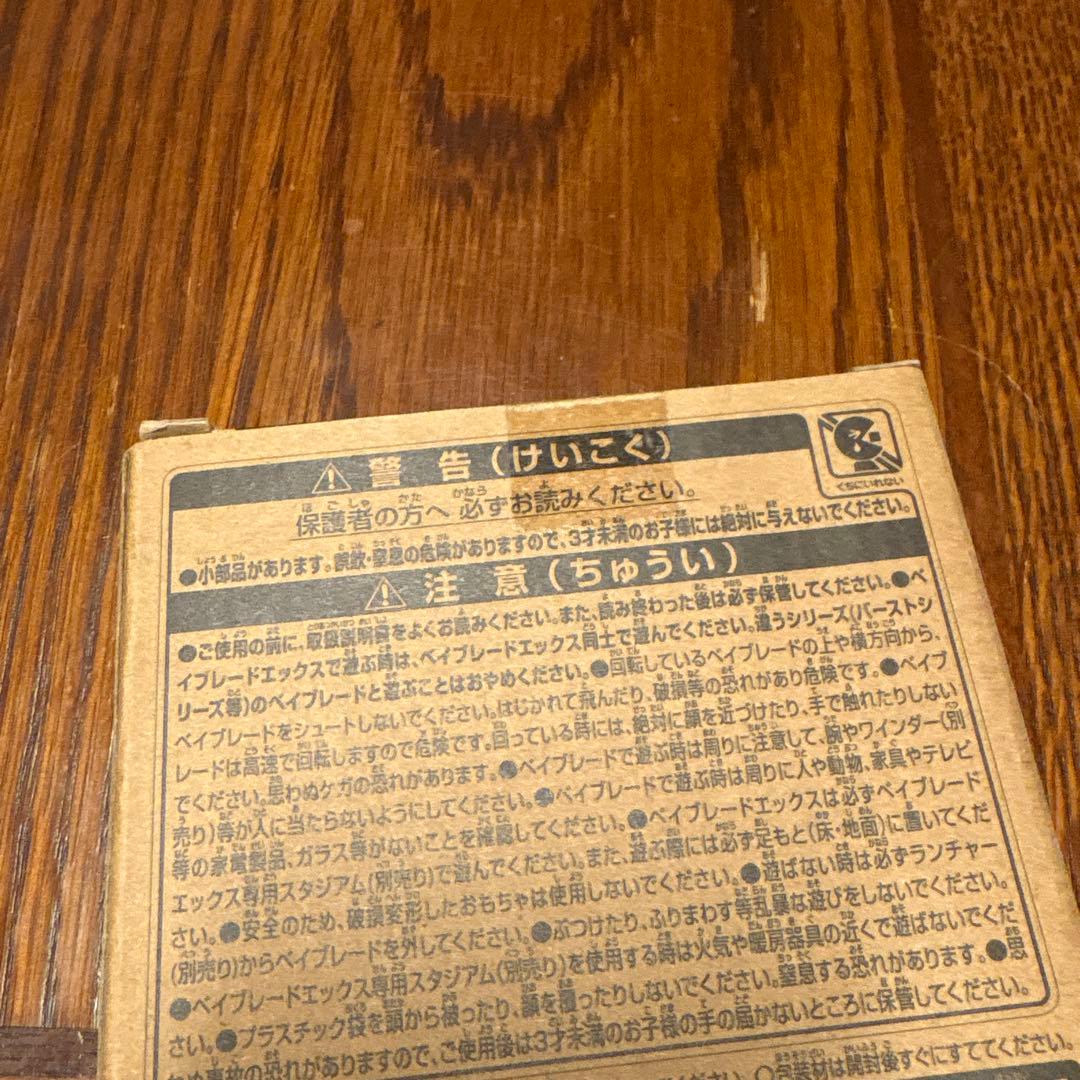 警告(けいこく)
くちにいれない
保護者の方へ 必ずお読みください。
●小部品があります。誤飲・窒息の危険がありますので、3才未満のお子様には絶対に与えないでください。
注意(ちゅうい)
●ご使用の前に、取扱説明書をよくお読みください。また、読み終わった後は必ず保管してください。●ベ
イブレードエックスで遊ぶ時は、ベイブレードエックス同士で遊んでください。違うシリーズ(バーストシ
リーズ等)のベイブレードと遊ぶことはおやめください。●回転しているベイブレードの上や横方向から、
ベイブレードをシュートしないでください。はじかれて飛んだり、破損等の恐れがあり危険です。●ベイブ
レードは高速で回転しますので危険です。回っている時には、絶対に顔を近づけたり、手で触れたりしない
でください。思わぬケガの恐れがあります。●ベイブレードで遊ぶ時は周りに注意して、腕やワインダー(別
売り)等が人に当たらないようにしてください。●ベイブレードで遊ぶ時は周りに人や動物、家具やテレビ
等の家電製品、ガラス等がないことを確認してください。●ベイブレードエックスは必ずベイブレード
エックス専用スタジアム(別売り)で遊んでください。また、遊ぶ際には必ず足もと(床・地面)に置いてくだ
さい。●安全のため、破損変形したおもちゃは使用しないでください。●遊ばない時は必ずランチャー
(別売り)からベイブレードを外してください。●ぶつけたり、ふりまわす等乱暴な遊びをしないでください。
●ベイブレードエックス専用スタジアム(別売り)を使用する時は火気や暖房器具の近くで遊ばないでくだ
さい。●プラスチック袋を頭から被ったり、顔を覆ったりしないでください。窒息する恐れがあります。●思
わぬ事故の恐れがありますので、ご使用後は3才未満のお子様の手の届かないところに保管してください。
ください。○包装材は開封後すぐにすててください。